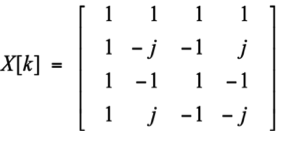 1 1 1 1
1 – j –1 j
X[k] = 1 –1 1 –1
1 j –1 – j